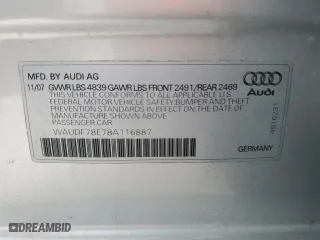 MFD. BY AUDI AG
11/07 GVWR LBS 4839 GAWR LBS FRONT 2491/REAR 2469
THIS VEHICLE CONFORMS TO ALL APPLICABLE U.S.
FEDERAL MOTOR VEHICLE SAFETY, BUMPER AND THEFT
PREVENTION STANDARDS IN EFFECT ON THE DATE OF
MANUFACTURE SHOWN ABOVE.
PASSENGER CAR
WAUDF78E78A116887
GERMANY
Audi
AUTOBIDCAR